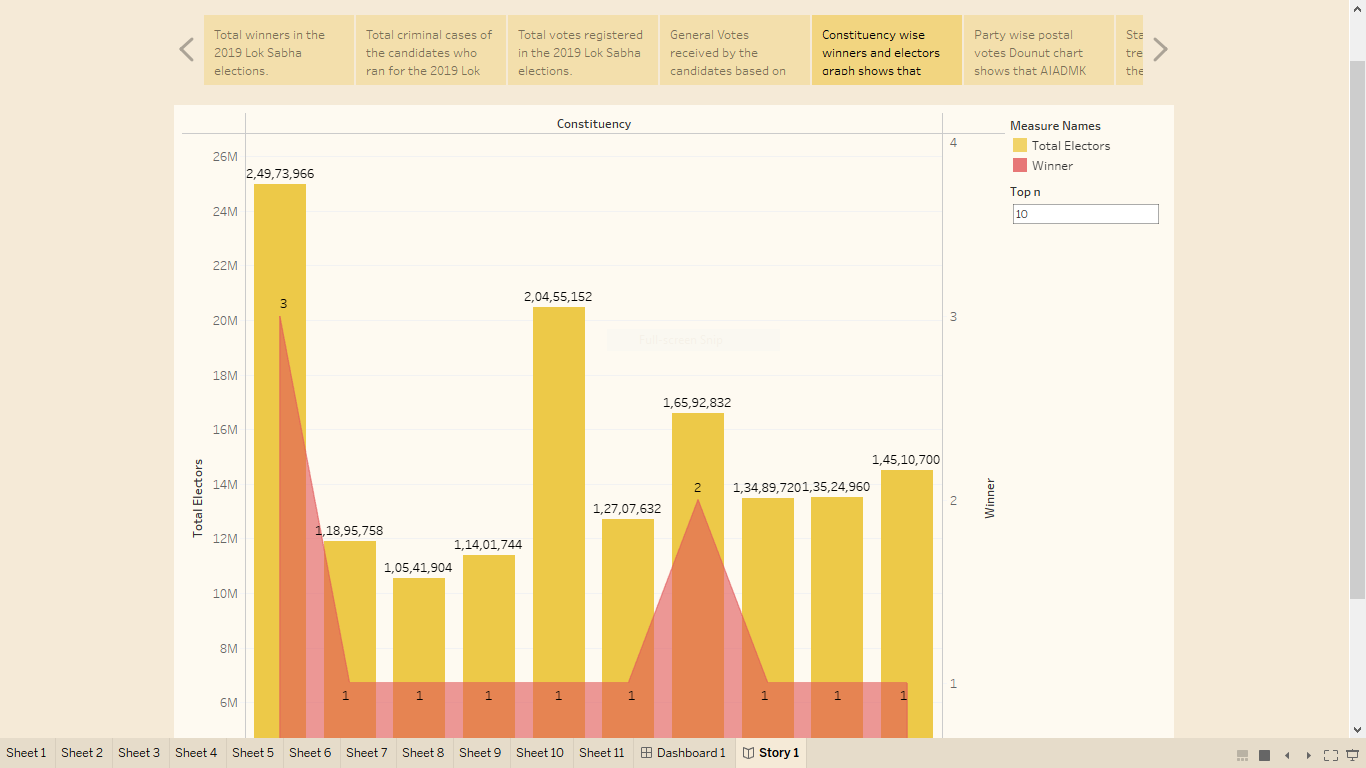 Total winners in the
2019 Lok Sabha
elections.
Total criminal cases of
the candidates who
ran for the 2019 Lok
Total votes registered
in the 2019 Lok Sabha
elections.
General Votes
received by the
candidates based on
Constituency wise
winners and electors
graph shows that
Party wise postal
votes Dounut chart
shows that AIADMK
Sta
tre
the
Constituency
Measure Names
Total Electors
Winner
Top n
10
26M
24M
22M
20M
18M
16M
14M
12M
10M
8M
6M
Total Electors
2,49,73,966
3
1,18,95,758
1
1,05,41,904
1
1,14,01,744
1
2,04,55,152
1
1,27,07,632
1
1,65,92,832
2
1,34,89,720
1
1,35,24,960
1
1,45,10,700
1
4
3
2
1
Winner
Full-screen Snip
Sheet 1 Sheet 2 Sheet 3 Sheet 4 Sheet 5 Sheet 6 Sheet 7 Sheet 8 Sheet 9 Sheet 10 Sheet 11 Dashboard 1 Story 1